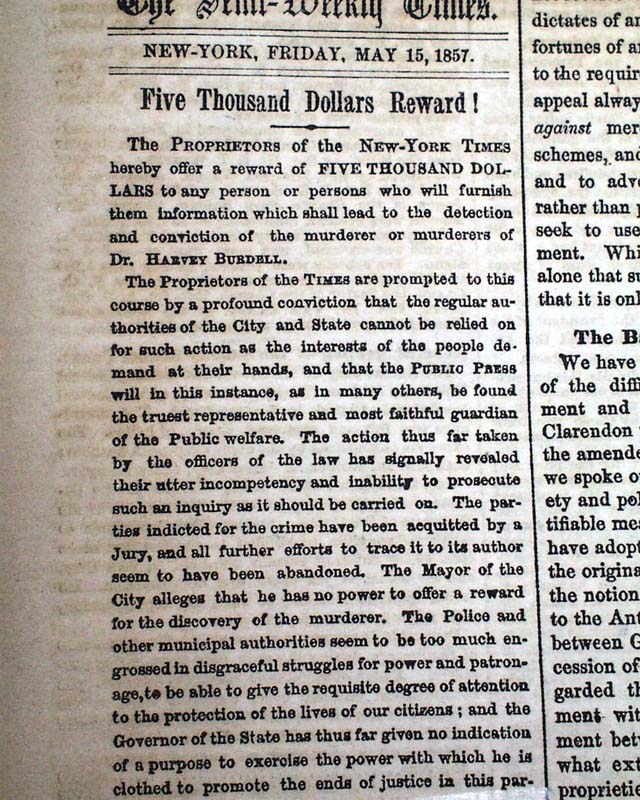 The Semi-Weekly Times.
NEW-YORK, FRIDAY, MAY 15, 1857.
Five Thousand Dollars Reward!
The PROPRIETORS of the NEW-YORK TIMES
hereby offer a reward of FIVE THOUSAND DOL-
LARS to any person or persons who will furnish
them information which shall lead to the detection
and conviction of the murderer or murderers of
Dr. HARVEY BURDELL.
The Proprietors of the TIMES are prompted to this
course by a profound conviction that the regular au-
thorities of the City and State cannot be relied on
for such action as the interests of the people de-
mand at their hands, and that the PUBLIC PRESS
will in this instance, as in many others, be found
the truest representative and most faithful guardian
of the Public welfare. The action thus far taken
by the officers of the law has signally revealed
their utter incompetency and inability to prosecute
such an inquiry as it should be carried on. The par-
ties indicted for the crime have been acquitted by a
Jury, and all further efforts to trace it to its author
seem to have been abandoned. The Mayor of the
City alleges that he has no power to offer a reward
for the discovery of the murderer. The Police and
other municipal authorities seem to be too much en-
grossed in disgraceful struggles for power and patron-
age, to be able to give the requisite degree of attention
to the protection of the lives of our citizens; and the
Governor of the State has thus far given no indication
of a purpose to exercise the power with which he is
clothed to promote the ends of justice in this par-
dictates of
fortunes of
to the
appeal
against
schemes, and
and to
rather than
seek to use
ment.
alone that
that it is
The
We have
of the
ment and
Clarendon
the
we spoke
ety and
tifiable
have
the
the notion
to the
between
cession of
garded
ment
ment
what